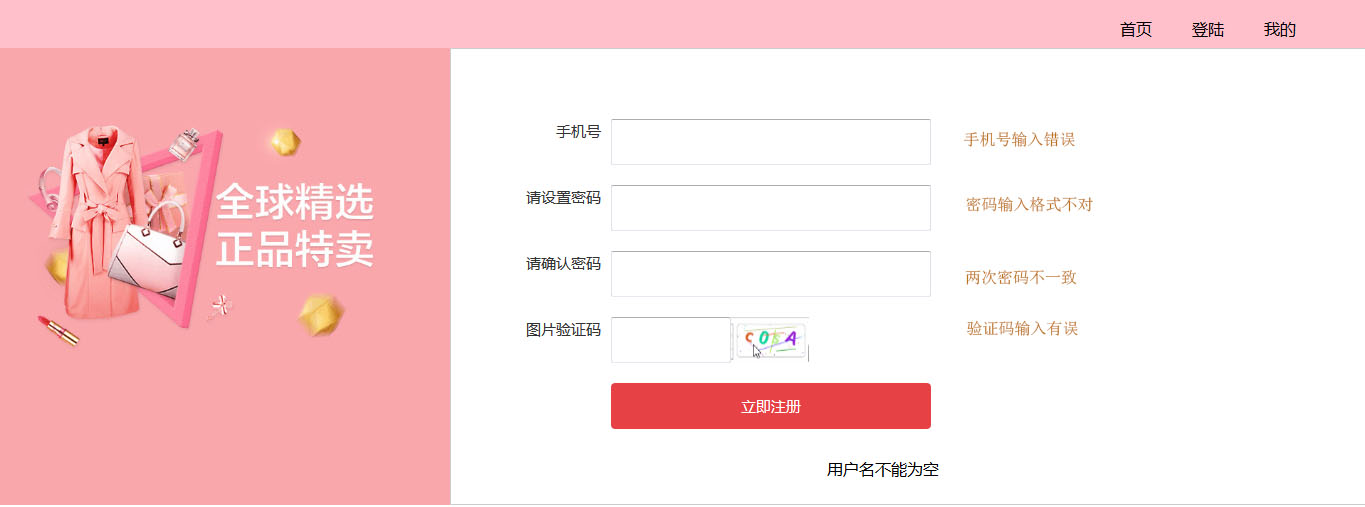 首页 登陆 我的
全球精选
正品特卖
手机号 手机号输入错误
请设置密码 密码输入格式不对
请确认密码 两次密码不一致
图片验证码 验证码输入有误
立即注册
用户名不能为空